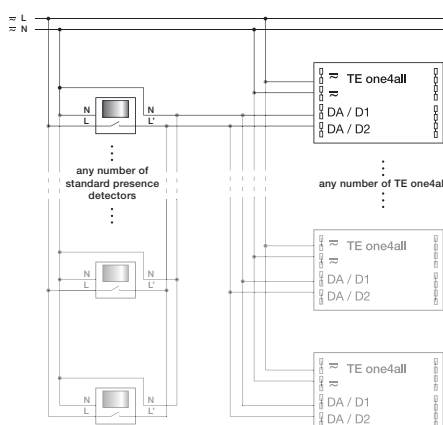 ≂ L
≂ N
≂ TE one4all
≂
DA / D1
DA / D2
N N
L L'
any number of
standard presence
detectors
any number of TE one4al
≂ TE one4all
≂
DA / D1
DA / D2
N N
L L'
≂ TE one4all
≂
DA / D1
DA / D2
N N
L L'